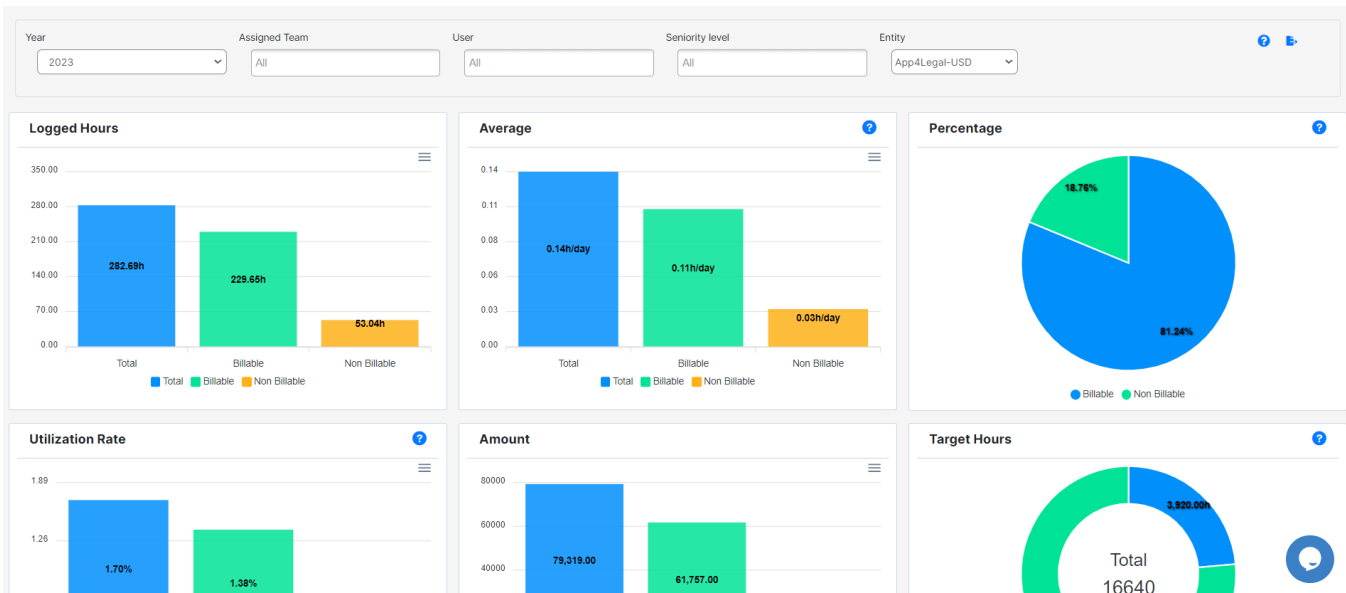 Year Assigned Team User Seniority level Entity
2023 All All All App4Legal-USD
Logged Hours
350.00
280.00
210.00
140.00
70.00
0.00
282.69h
229.65h
53.04h
Total Billable Non Billable
Total Billable Non Billable
Average
0.14
0.11
0.08
0.06
0.03
0.00
0.14h/day
0.11h/day
0.03h/day
Total Billable Non Billable
Total Billable Non Billable
Percentage
18.76%
81.24%
Billable Non Billable
Utilization Rate
1.89
1.26
1.70%
1.38%
Amount
80000
60000
40000
79,319.00
61,757.00
Target Hours
3,920.00h
Total
16640